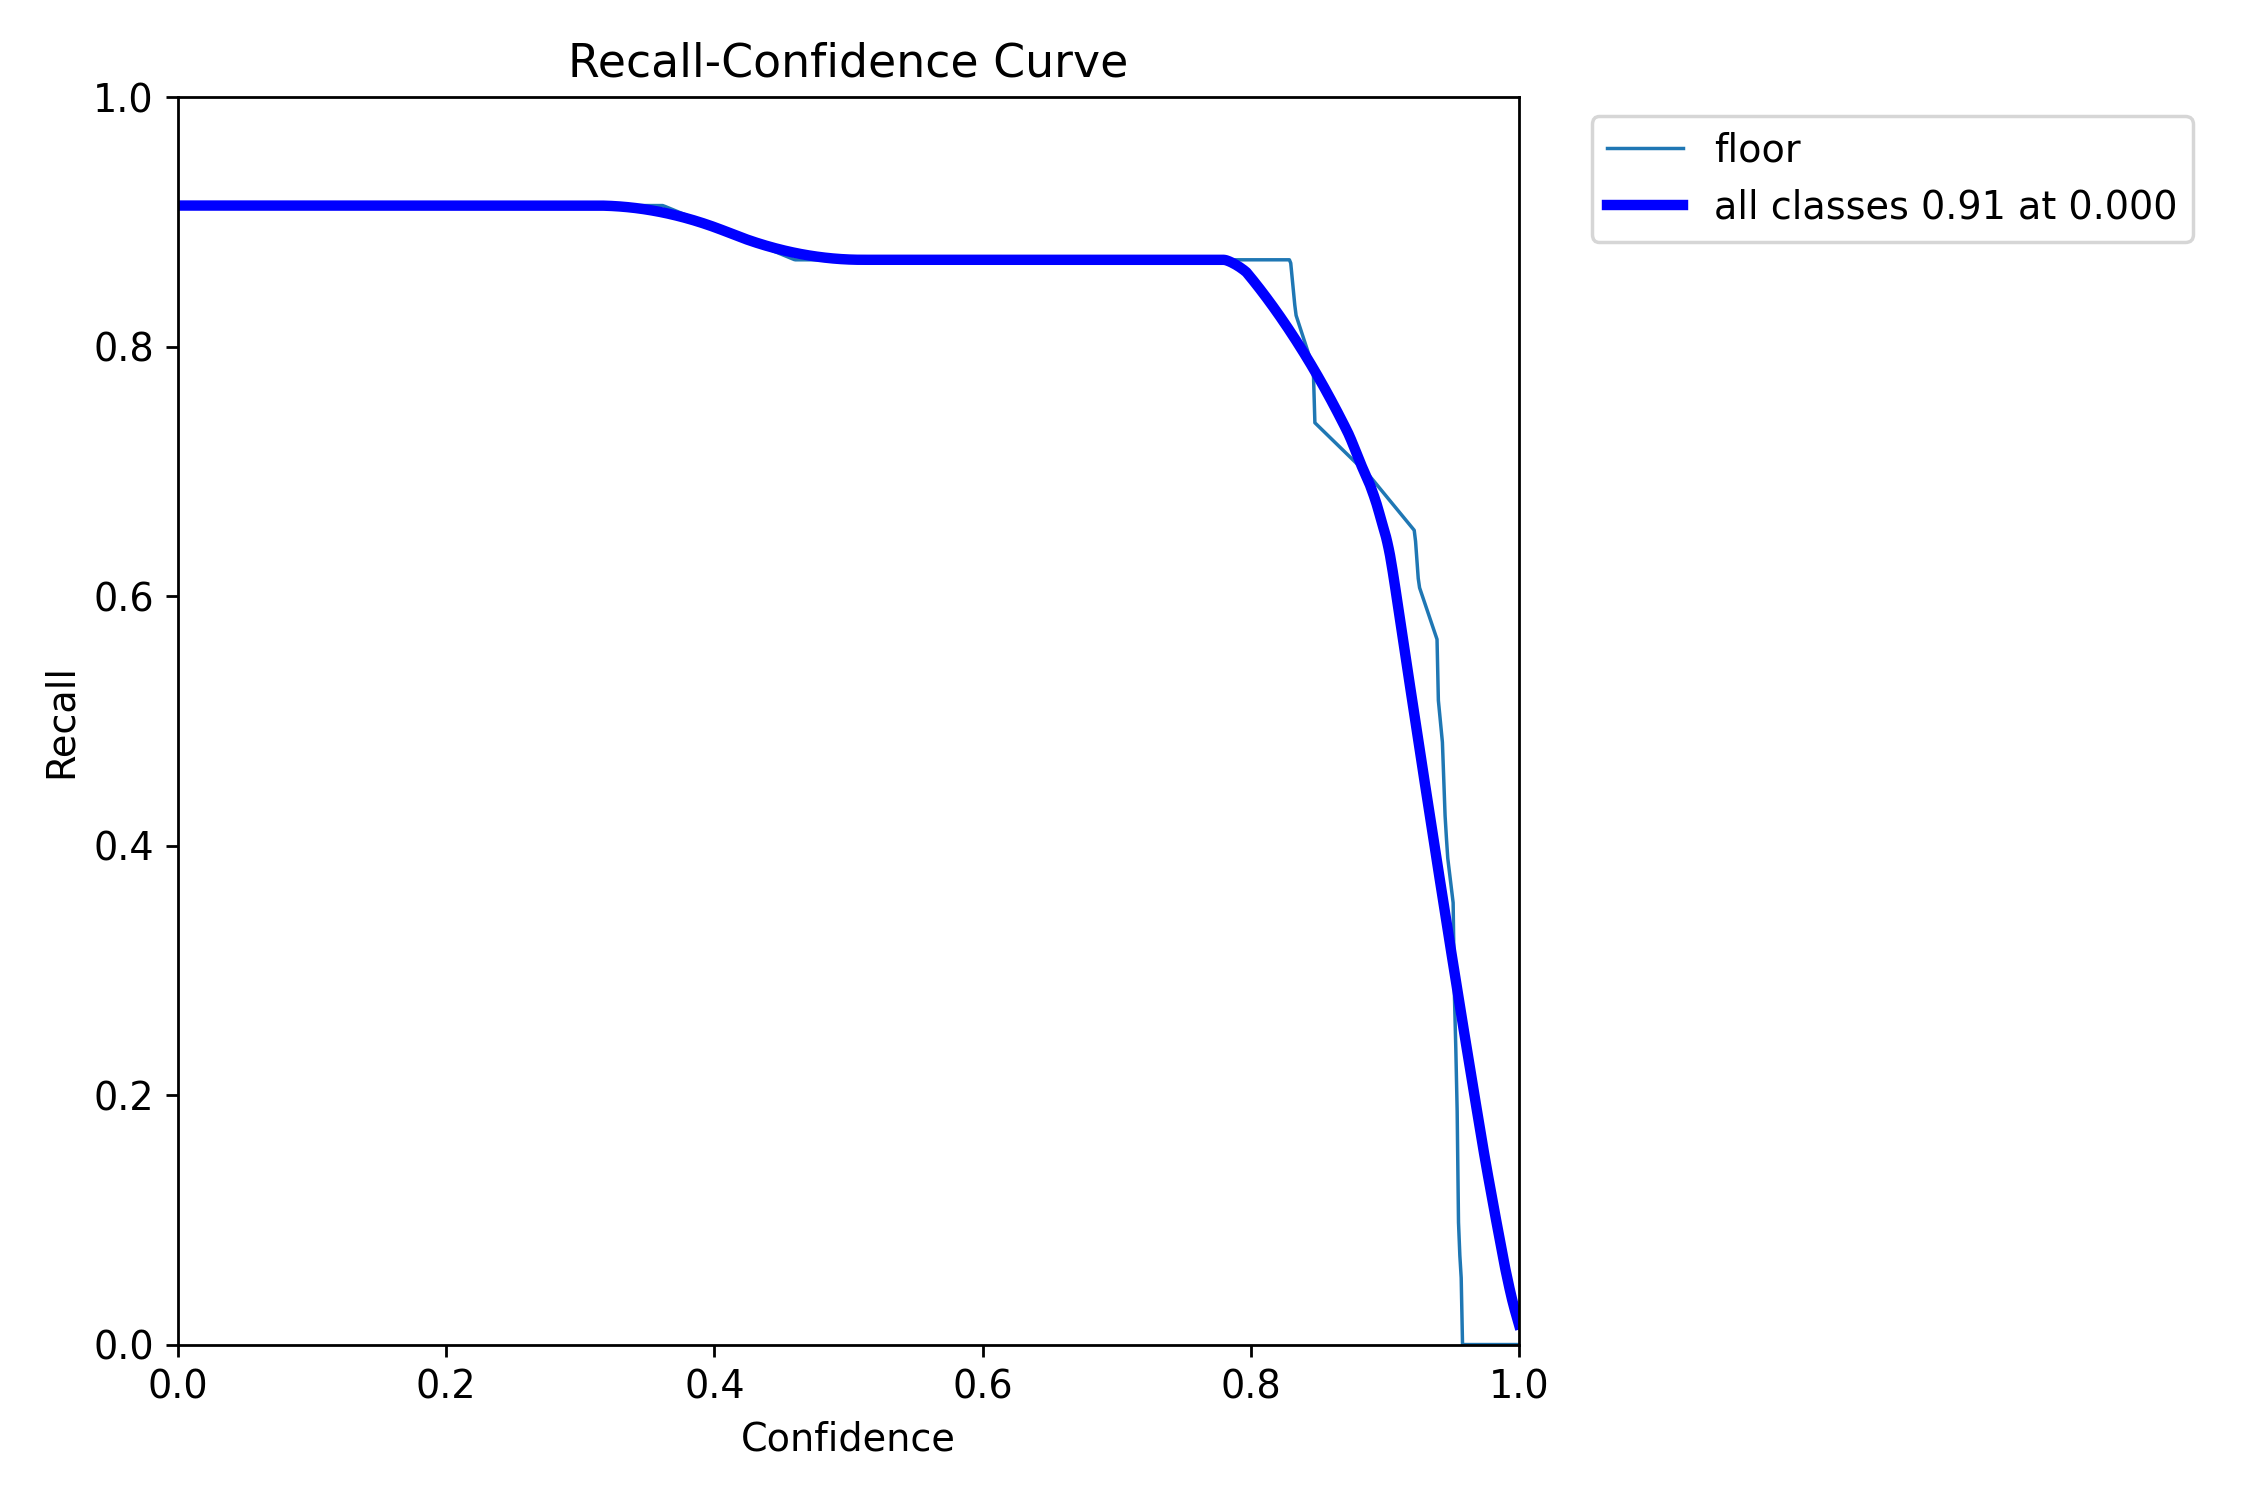 Recall-Confidence Curve
1.0
0.8
0.6
0.4
0.2
0.0
Recall
0.0 0.2 0.4 0.6 0.8 1.0
Confidence
floor
all classes 0.91 at 0.000